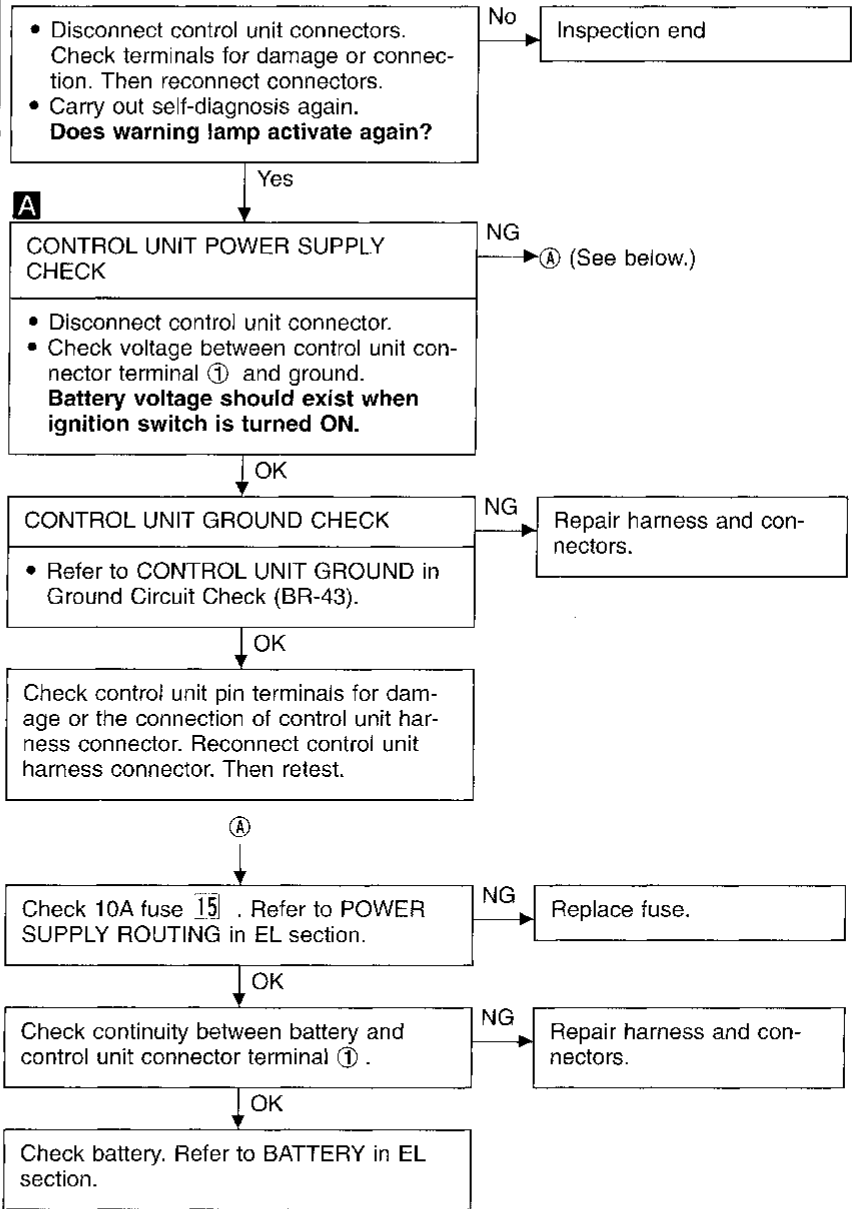 • Disconnect control unit connectors.
Check terminals for damage or connec-
tion. Then reconnect connectors.
• Carry out self-diagnosis again.
Does warning lamp activate again?
No
Inspection end
Yes
A
CONTROL UNIT POWER SUPPLY
CHECK
NG
Ⓐ (See below.)
• Disconnect control unit connector.
• Check voltage between control unit con-
nector terminal ① and ground.
Battery voltage should exist when
ignition switch is turned ON.
OK
CONTROL UNIT GROUND CHECK
NG
Repair harness and con-
nectors.
• Refer to CONTROL UNIT GROUND in
Ground Circuit Check (BR-43).
OK
Check control unit pin terminals for dam-
age or the connection of control unit har-
ness connector. Reconnect control unit
harness connector. Then retest.
Ⓐ
Check 10A fuse 15 . Refer to POWER
SUPPLY ROUTING in EL section.
NG
Replace fuse.
OK
Check continuity between battery and
control unit connector terminal ① .
NG
Repair harness and con-
nectors.
OK
Check battery. Refer to BATTERY in EL
section.